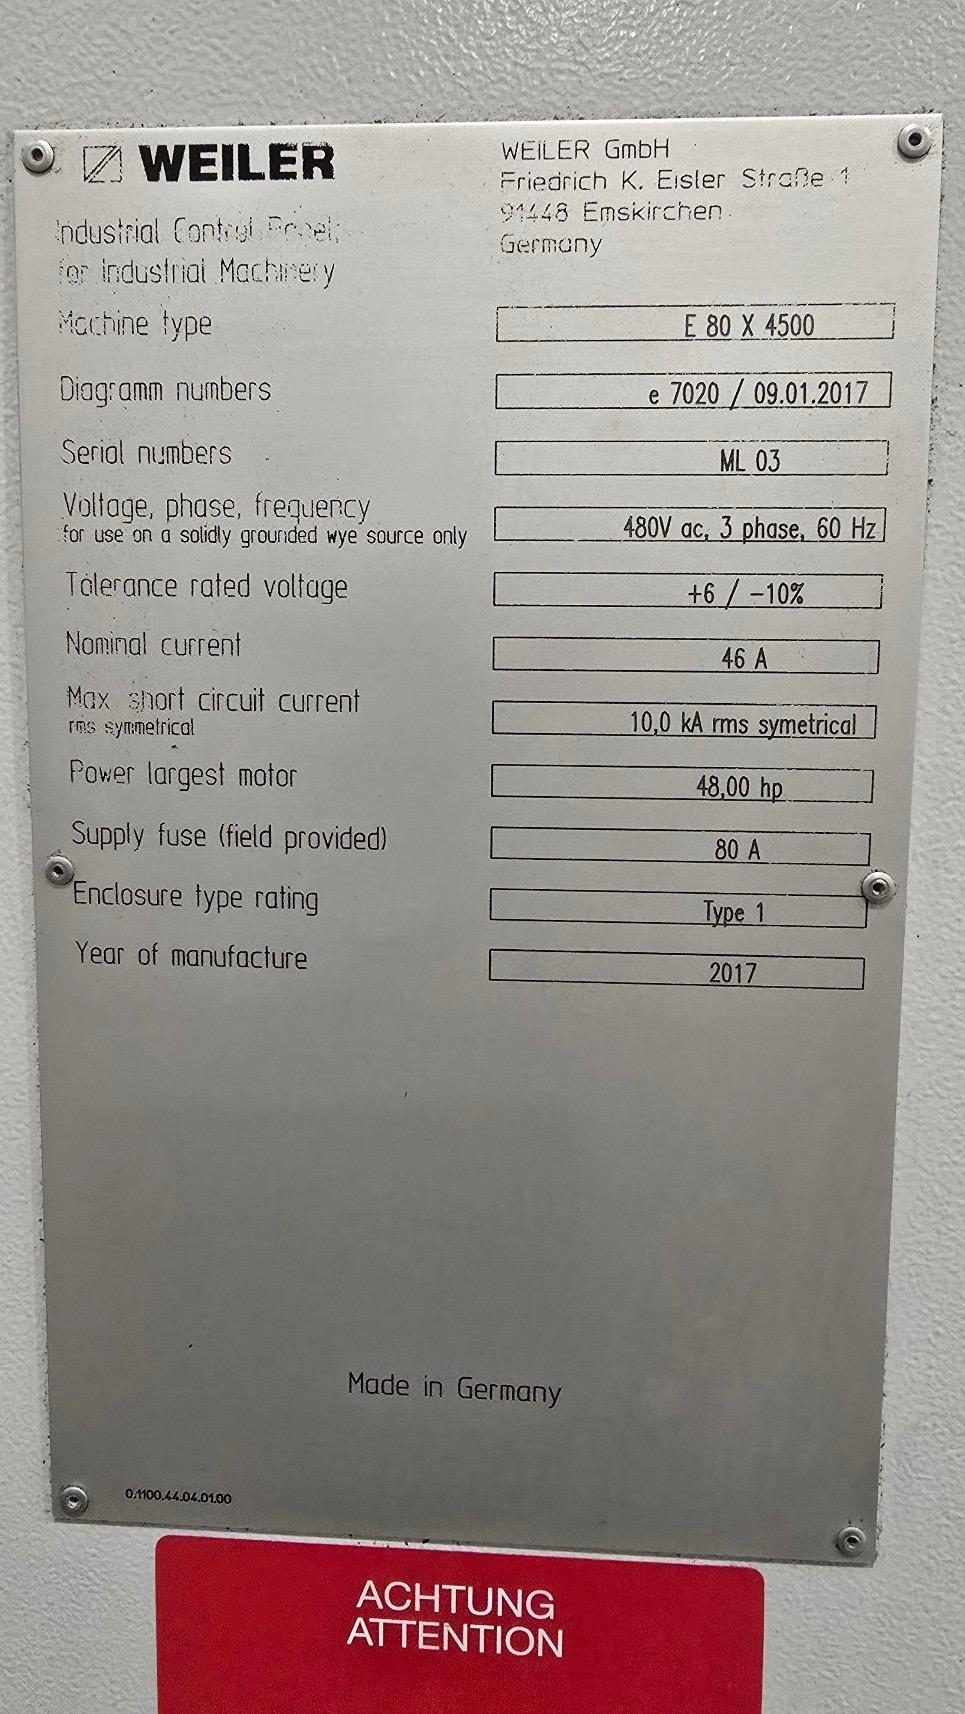 WEILER
WEILER GmbH
Friedrich K. Eisler Straße 1
91448 Emskirchen
Germany
Industrial Control Panel
for Industrial Machinery
Machine type
E 80 X 4500
Diagramm numbers
e 7020 / 09.01.2017
Serial numbers
ML 03
Voltage, phase, frequency
for use on a solidly grounded wye source only
480V ac, 3 phase, 60 Hz
Tolerance rated voltage
+6 / -10%
Nominal current
46 A
Max. short circuit current
rms symmetrical
10,0 kA rms symetrical
Power largest motor
48,00 hp
Supply fuse (field provided)
80 A
Enclosure type rating
Type 1
Year of manufacture
2017
Made in Germany
0.1100.44.04.01.00
ACHTUNG
ATTENTION